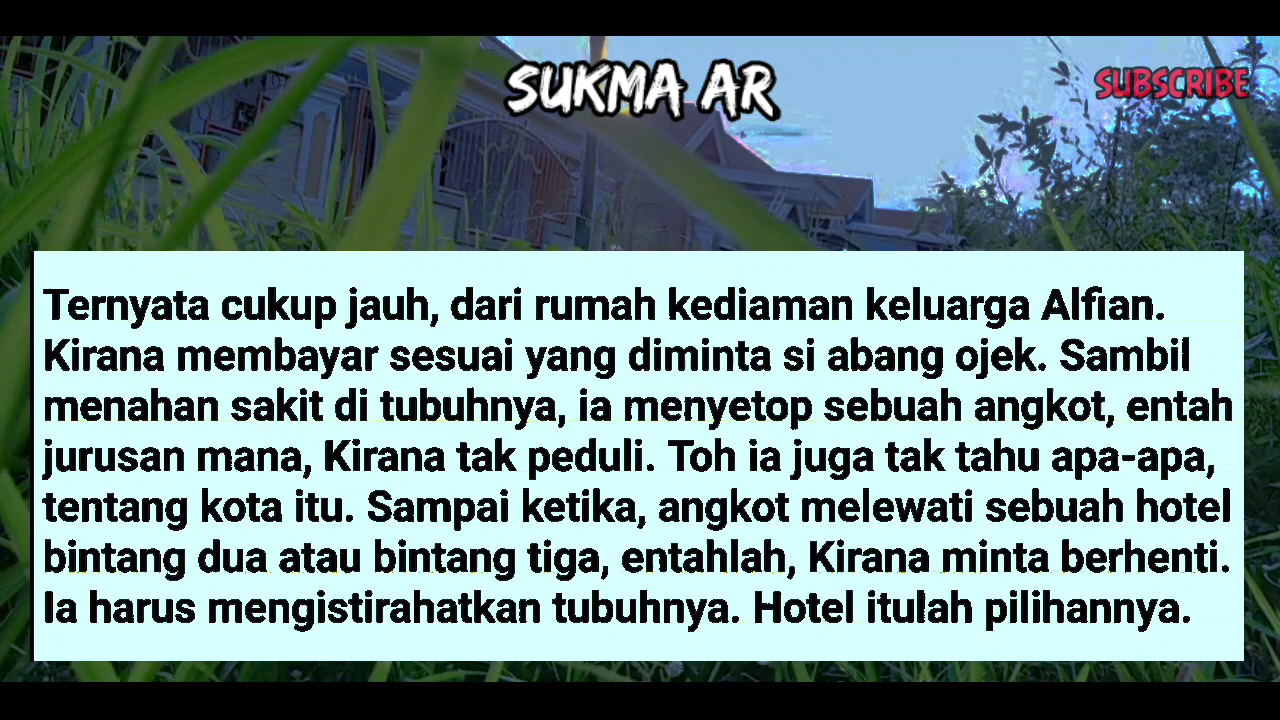 SUKMA AR
SUBSCRIBE
Ternyata cukup jauh, dari rumah kediaman keluarga Alfian.
Kirana membayar sesuai yang diminta si abang ojek. Sambil
menahan sakit di tubuhnya, ia menyetop sebuah angkot, entah
jurusan mana, Kirana tak peduli. Toh ia juga tak tahu apa-apa,
tentang kota itu. Sampai ketika, angkot melewati sebuah hotel
bintang dua atau bintang tiga, entahlah, Kirana minta berhenti.
Ia harus mengistirahatkan tubuhnya. Hotel itulah pilihannya.